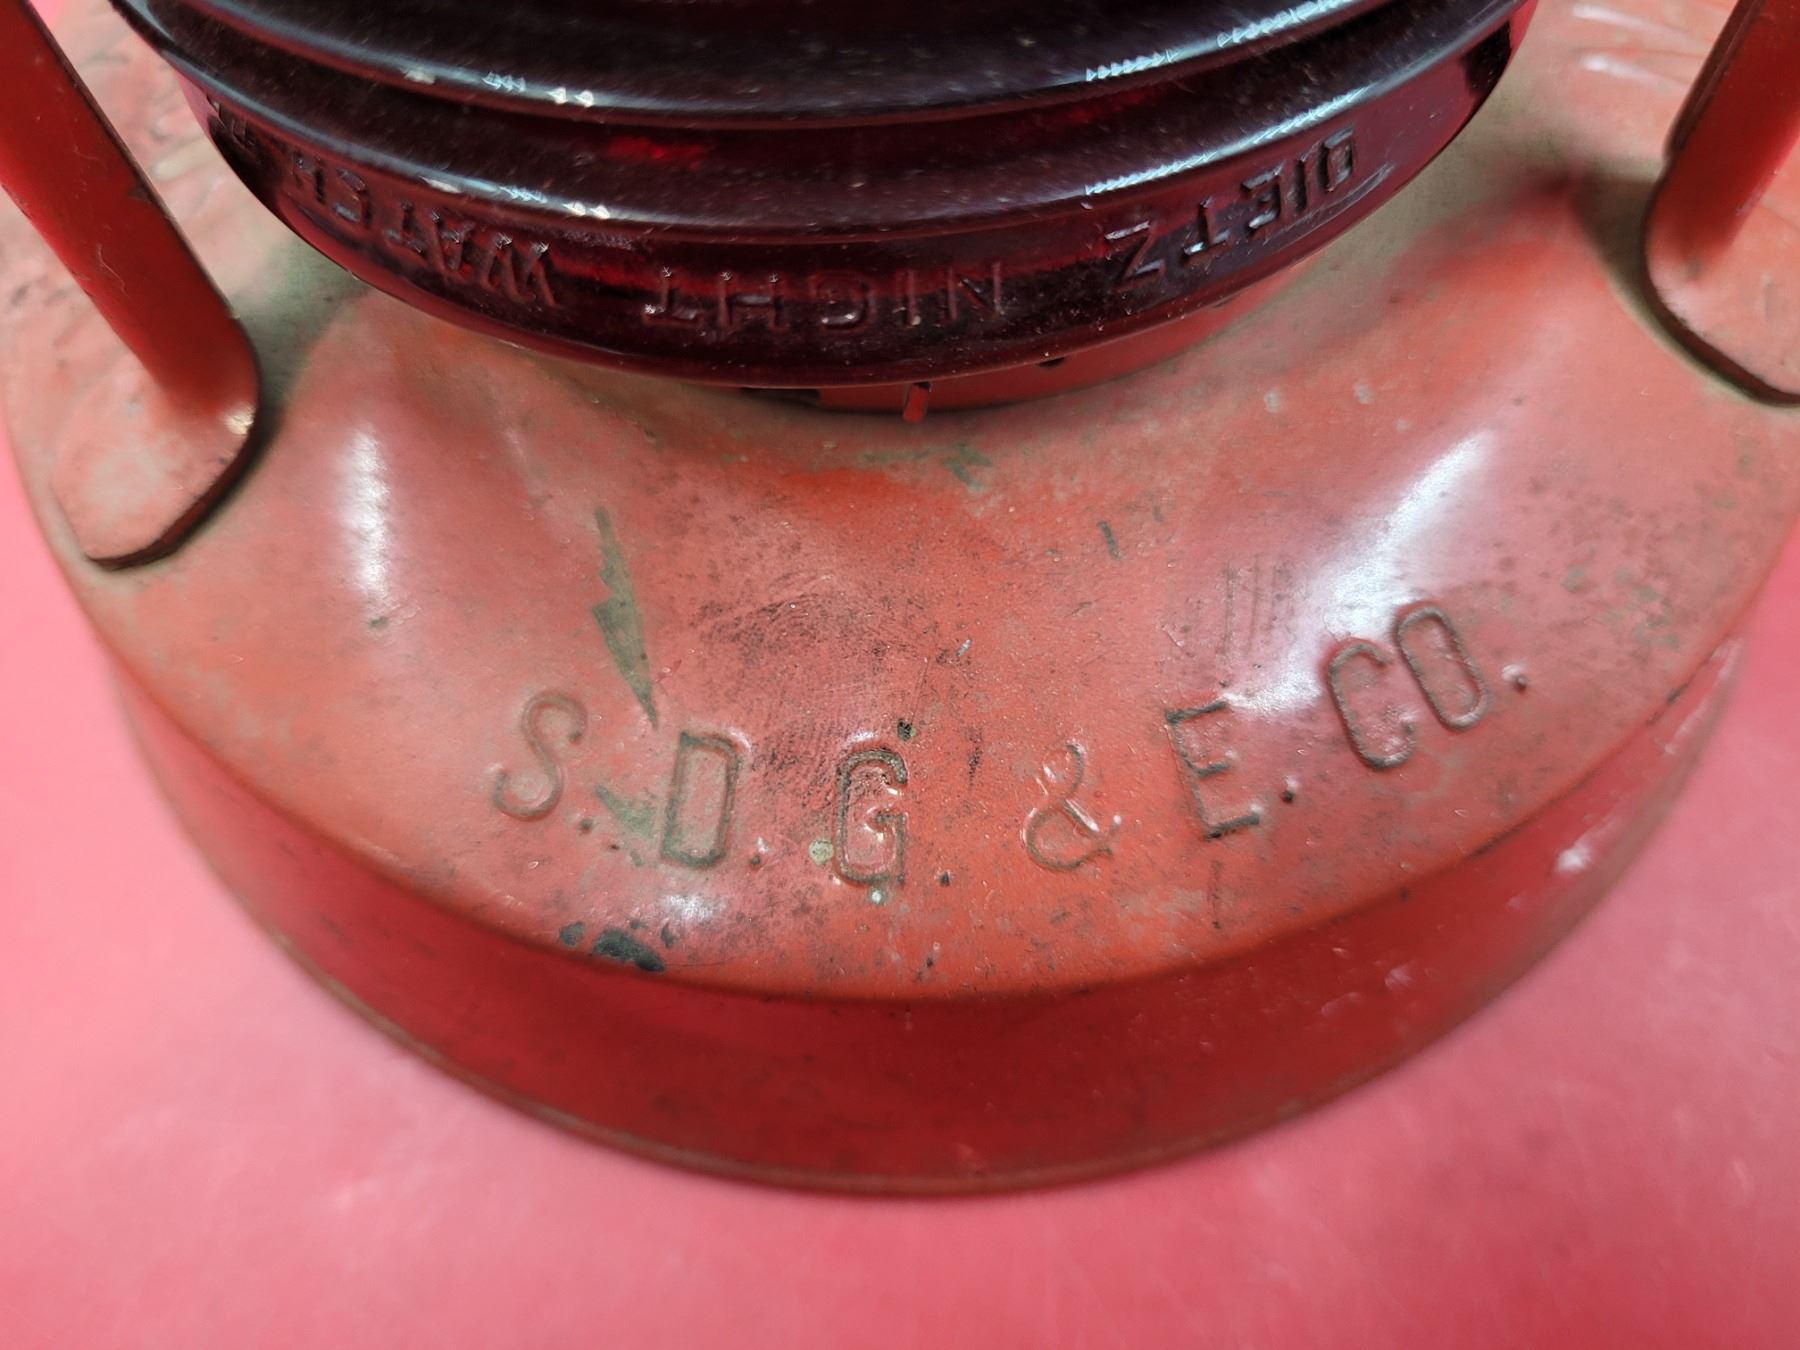 DIETZ NIGHT WATCH
S.D.G. & E. CO.